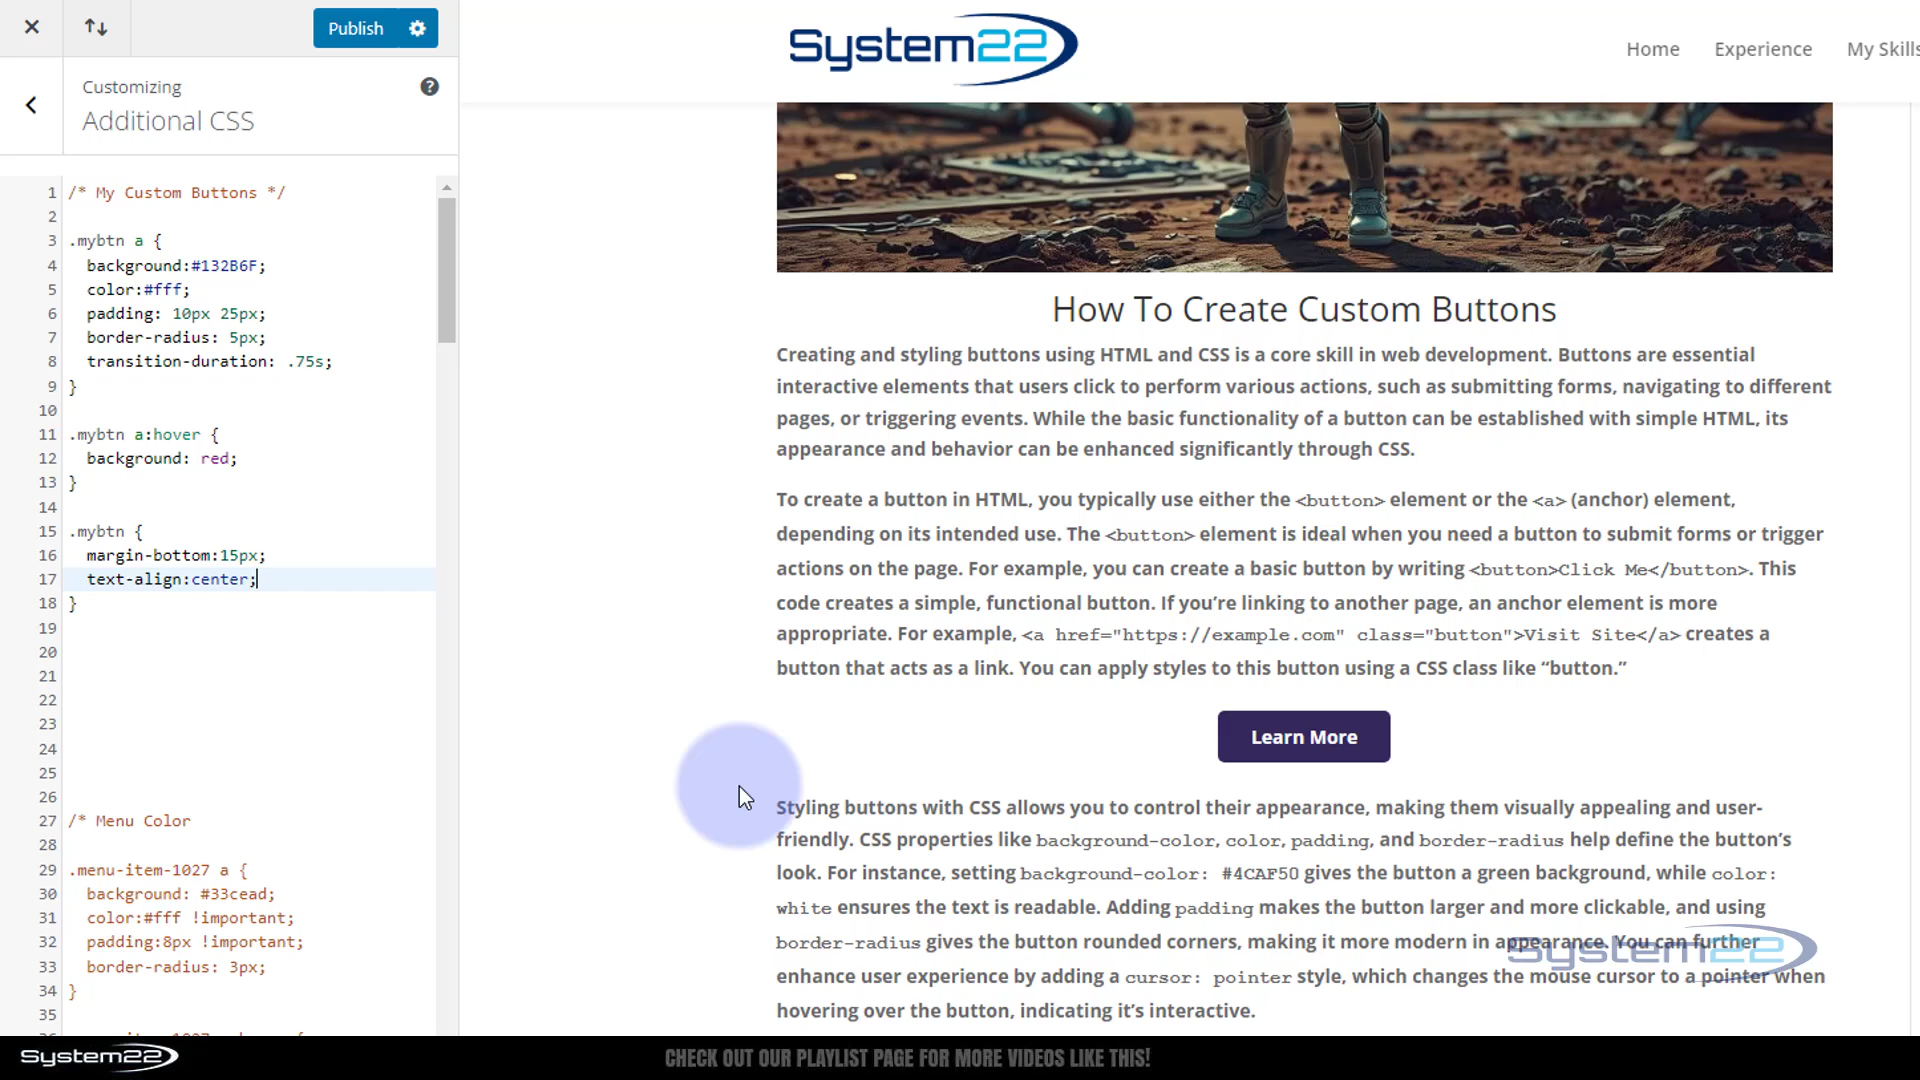 Publish
Customizing
Additional CSS
1 /* My Custom Buttons */
2
3 .mybtn a {
4 background:#132B6F;
5 color:#fff;
6 padding: 10px 25px;
7 border-radius: 5px;
8 transition-duration: .75s;
9 }
10
11 .mybtn a:hover {
12 background: red;
13 }
14
15 .mybtn {
16 margin-bottom:15px;
17 text-align:center;
18 }
19
20
21
22
23
24
25
26
27 /* Menu Color
28
29 .menu-item-1027 a {
30 background: #33cead;
31 color:#fff !important;
32 padding:8px !important;
33 border-radius: 3px;
34 }
35
System22
Home Experience My Skills
How To Create Custom Buttons
Creating and styling buttons using HTML and CSS is a core skill in web development. Buttons are essential
interactive elements that users click to perform various actions, such as submitting forms, navigating to different
pages, or triggering events. While the basic functionality of a button can be established with simple HTML, its
appearance and behavior can be enhanced significantly through CSS.
To create a button in HTML, you typically use either the <button> element or the <a> (anchor) element,
depending on its intended use. The <button> element is ideal when you need a button to submit forms or trigger
actions on the page. For example, you can create a basic button by writing <button>Click Me</button>. This
code creates a simple, functional button. If you’re linking to another page, an anchor element is more
appropriate. For example, <a href="https://example.com" class="button">Visit Site</a> creates a
button that acts as a link. You can apply styles to this button using a CSS class like “button.”
Learn More
Styling buttons with CSS allows you to control their appearance, making them visually appealing and user-
friendly. CSS properties like background-color, color, padding, and border-radius help define the button’s
look. For instance, setting background-color: #4CAF50 gives the button a green background, while color:
white ensures the text is readable. Adding padding makes the button larger and more clickable, and using
border-radius gives the button rounded corners, making it more modern in appearance. You can further
enhance user experience by adding a cursor: pointer style, which changes the mouse cursor to a pointer when
hovering over the button, indicating it’s interactive.
System22
System22
CHECK OUT OUR PLAYLIST PAGE FOR MORE VIDEOS LIKE THIS!